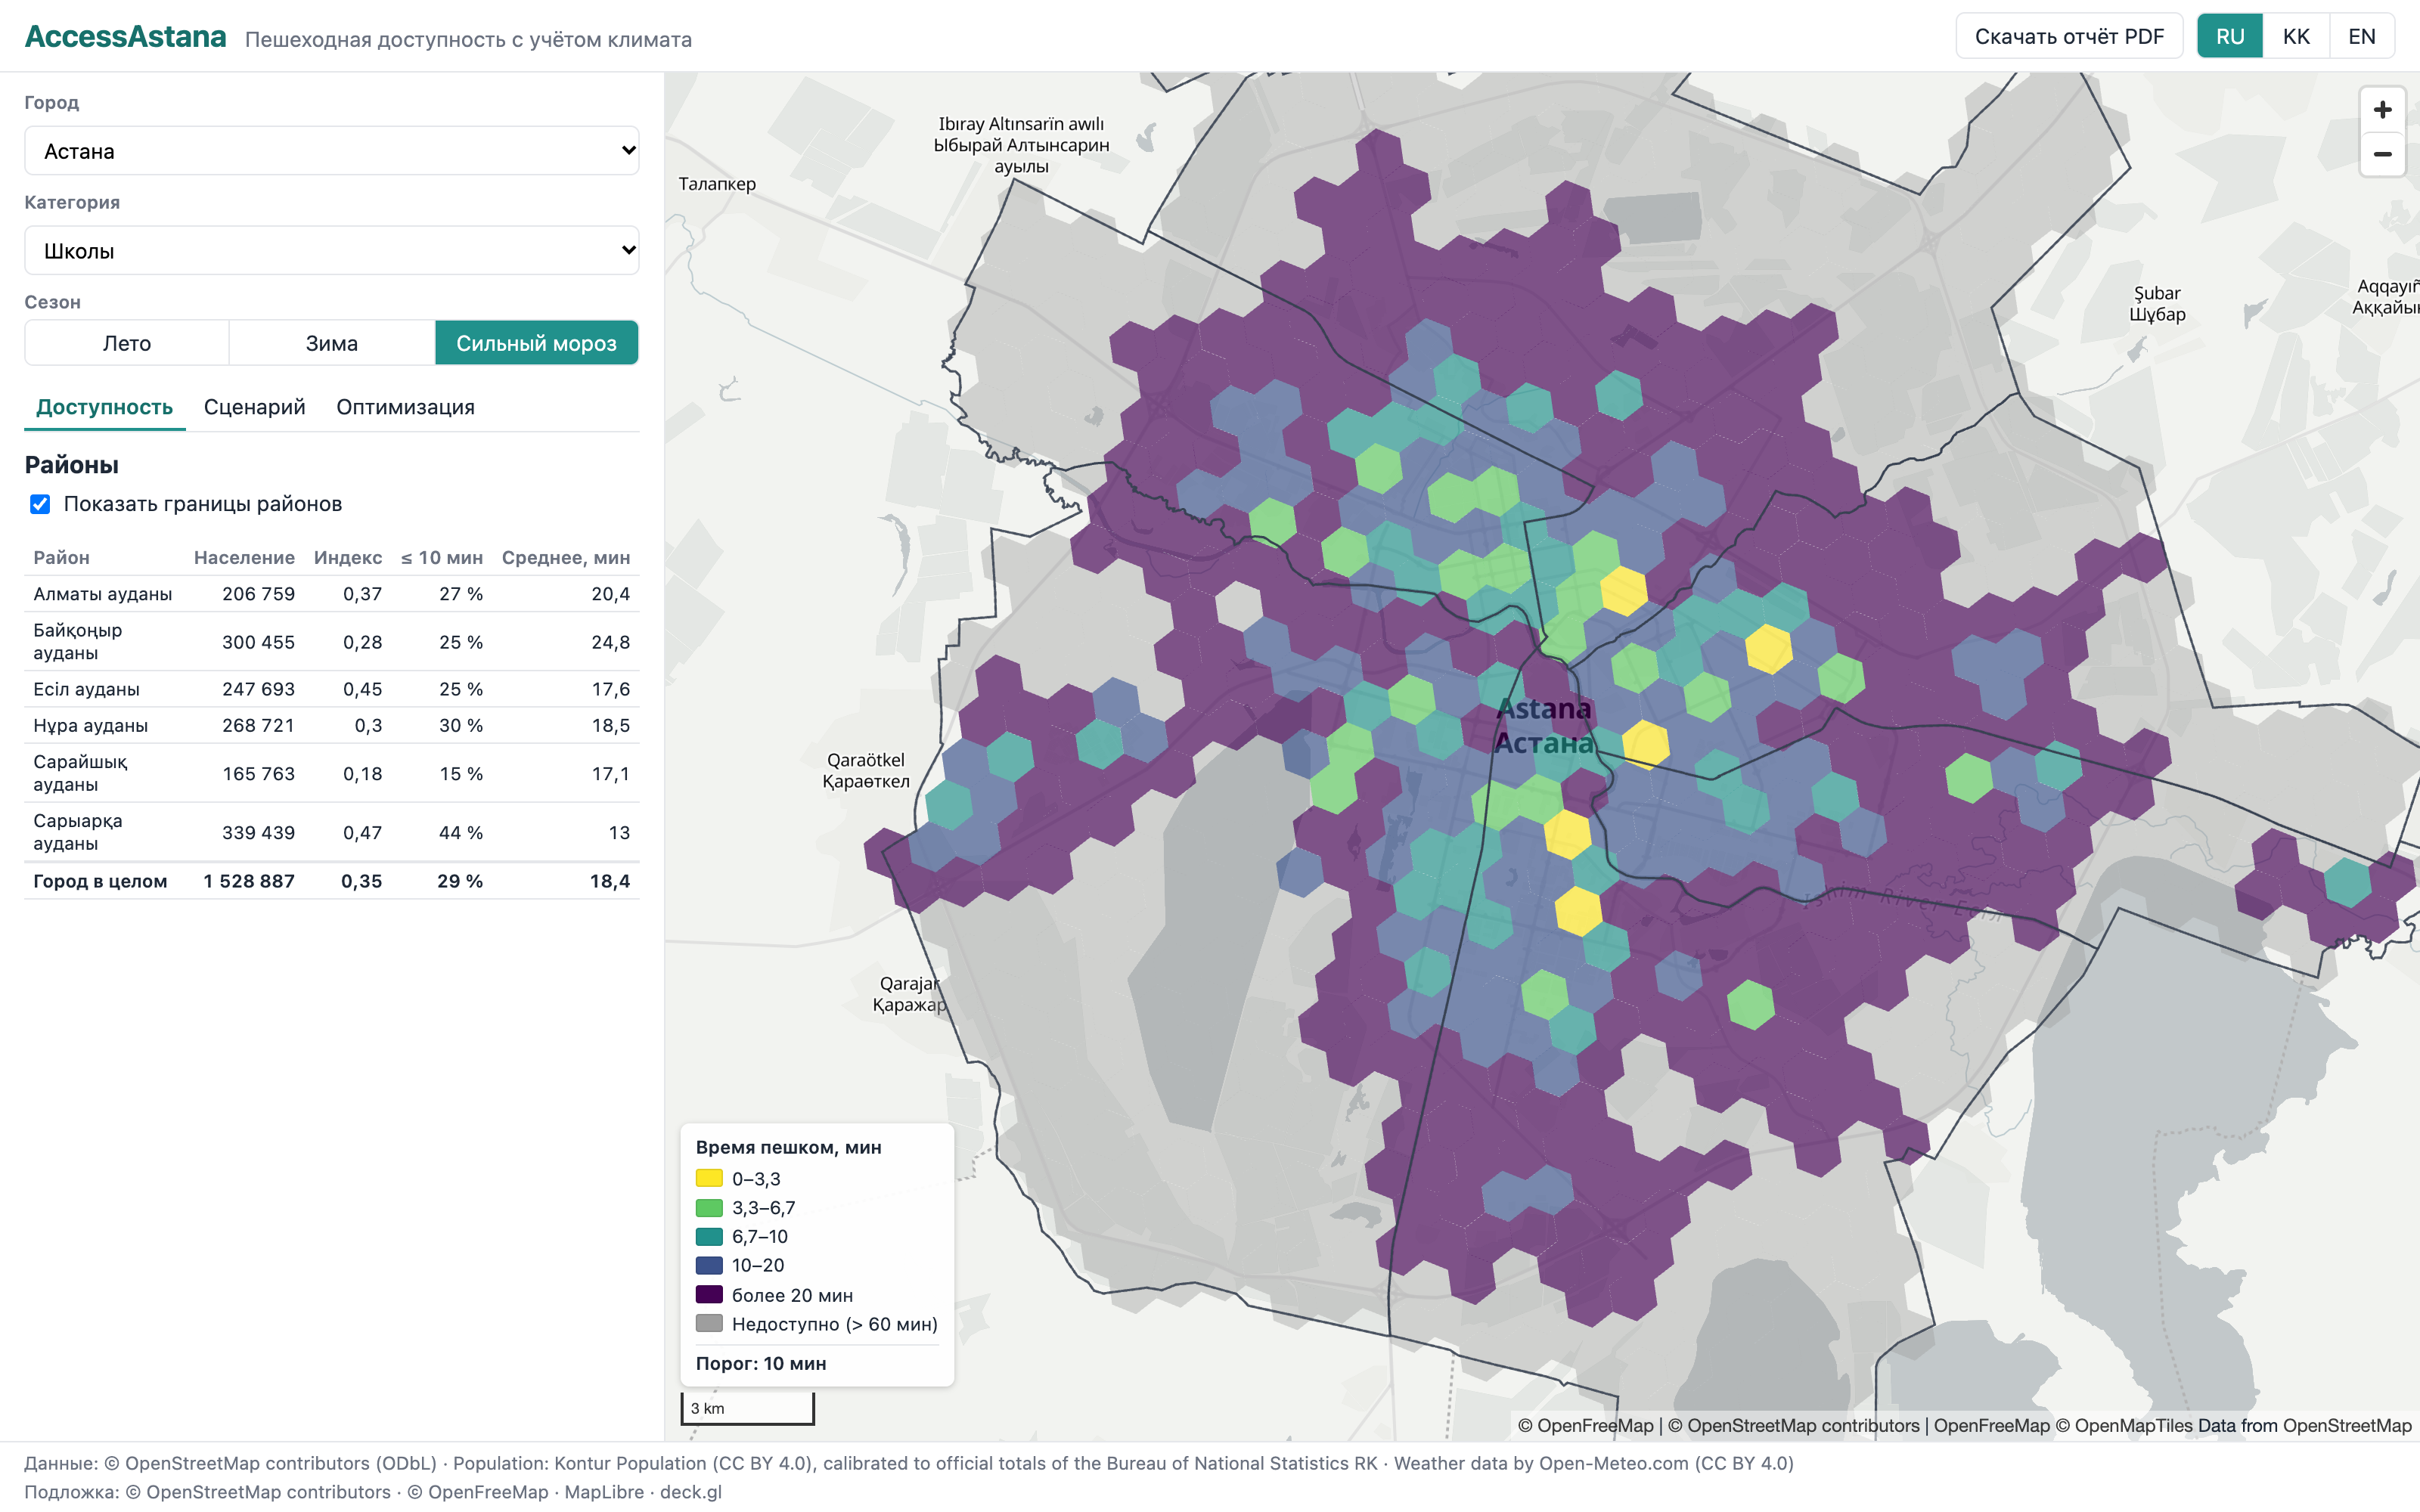 AccessAstana Пешеходная доступность с учётом климата
Скачать отчёт PDF RU KK EN
Город
Астана
Категория
Школы
Сезон
Лето Зима Сильный мороз
Доступность Сценарий Оптимизация
Районы
Показать границы районов
Район Население Индекс ≤ 10 мин Среднее, мин
Алматы ауданы 206 759 0,37 27 % 20,4
Байқоңыр
ауданы 300 455 0,28 25 % 24,8
Есіл ауданы 247 693 0,45 25 % 17,6
Нұра ауданы 268 721 0,3 30 % 18,5
Сарайшық
ауданы 165 763 0,18 15 % 17,1
Сарыарқа
ауданы 339 439 0,47 44 % 13
Город в целом 1 528 887 0,35 29 % 18,4
Ibıray Altınsarïn awılı
Ыбырай Алтынсарин
ауылы
Талапкер
Şubar
Шұбар
Qaraötkel
Қараөткел
Astana
Астана
Qarajar
Қаражар
Время пешком, мин
0–3,3
3,3–6,7
6,7–10
10–20
более 20 мин
Недоступно (> 60 мин)
Порог: 10 мин
3 km
© OpenFreeMap | © OpenStreetMap contributors | OpenFreeMap © OpenMapTiles Data from OpenStreetMap
Данные: © OpenStreetMap contributors (ODbL) · Population: Kontur Population (CC BY 4.0), calibrated to official totals of the Bureau of National Statistics RK · Weather data by Open-Meteo.com (CC BY 4.0)
Подложка: © OpenStreetMap contributors · © OpenFreeMap · MapLibre · deck.gl